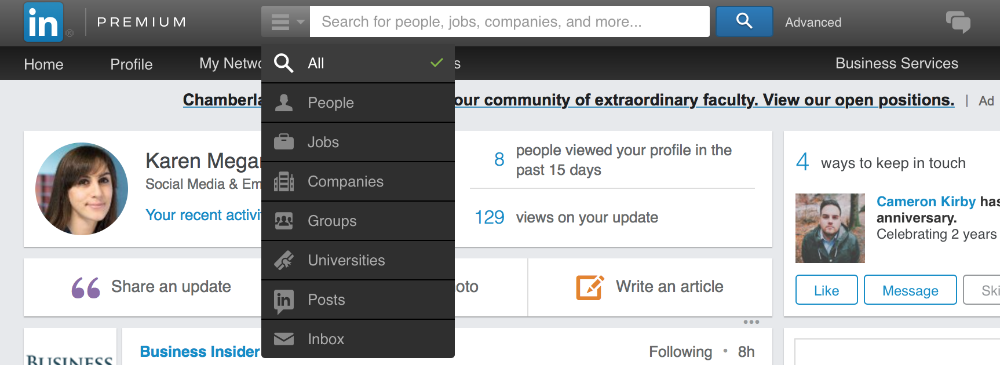 in ® PREMIUM Search for people, jobs, companies, and more... Advanced
Home Profile My Netwo s Business Services
All
Chamberla our community of extraordinary faculty. View our open positions. | Ad
People
Jobs
Companies
Groups
Universities
in Posts
Inbox
Karen Megar
Social Media & Em
Your recent activi
8 people viewed your profile in the
past 15 days
129 views on your update
4 ways to keep in touch
Cameron Kirby has
anniversary.
Celebrating 2 years
Like Message Ski
Share an update
oto
Write an article
BUSINESS
Business Insider
Following • 8h